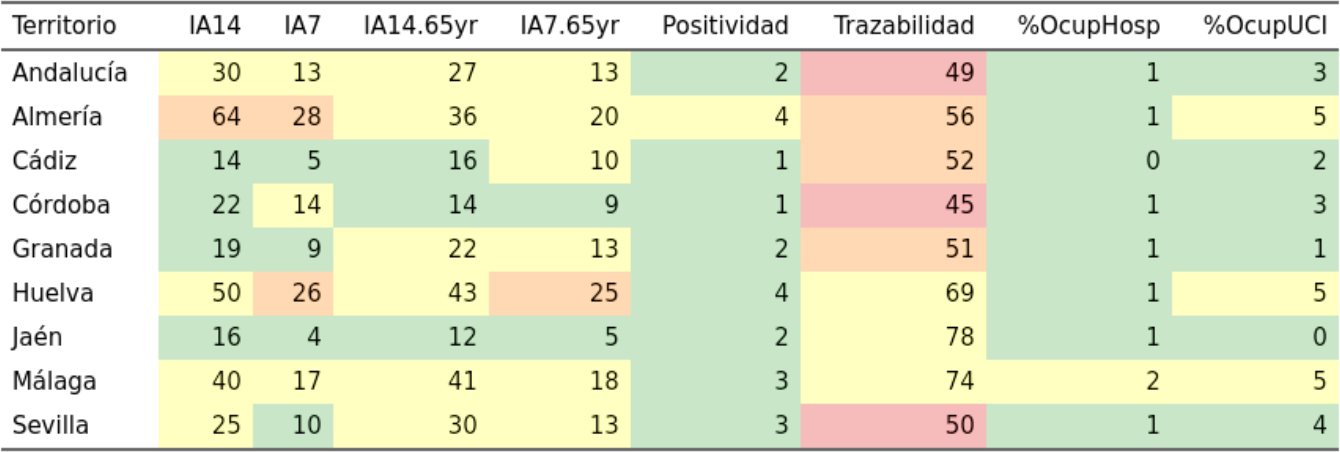 Territorio IA14 IA7 IA14.65yr IA7.65yr Positividad Trazabilidad %OcupHosp %OcupUCI
Andalucía 30 13 27 13 2 49 1 3
Almería 64 28 36 20 4 56 1 5
Cádiz 14 5 16 10 1 52 0 2
Córdoba 22 14 14 9 1 45 1 3
Granada 19 9 22 13 2 51 1 1
Huelva 50 26 43 25 4 69 1 5
Jaén 16 4 12 5 2 78 1 0
Málaga 40 17 41 18 3 74 2 5
Sevilla 25 10 30 13 3 50 1 4